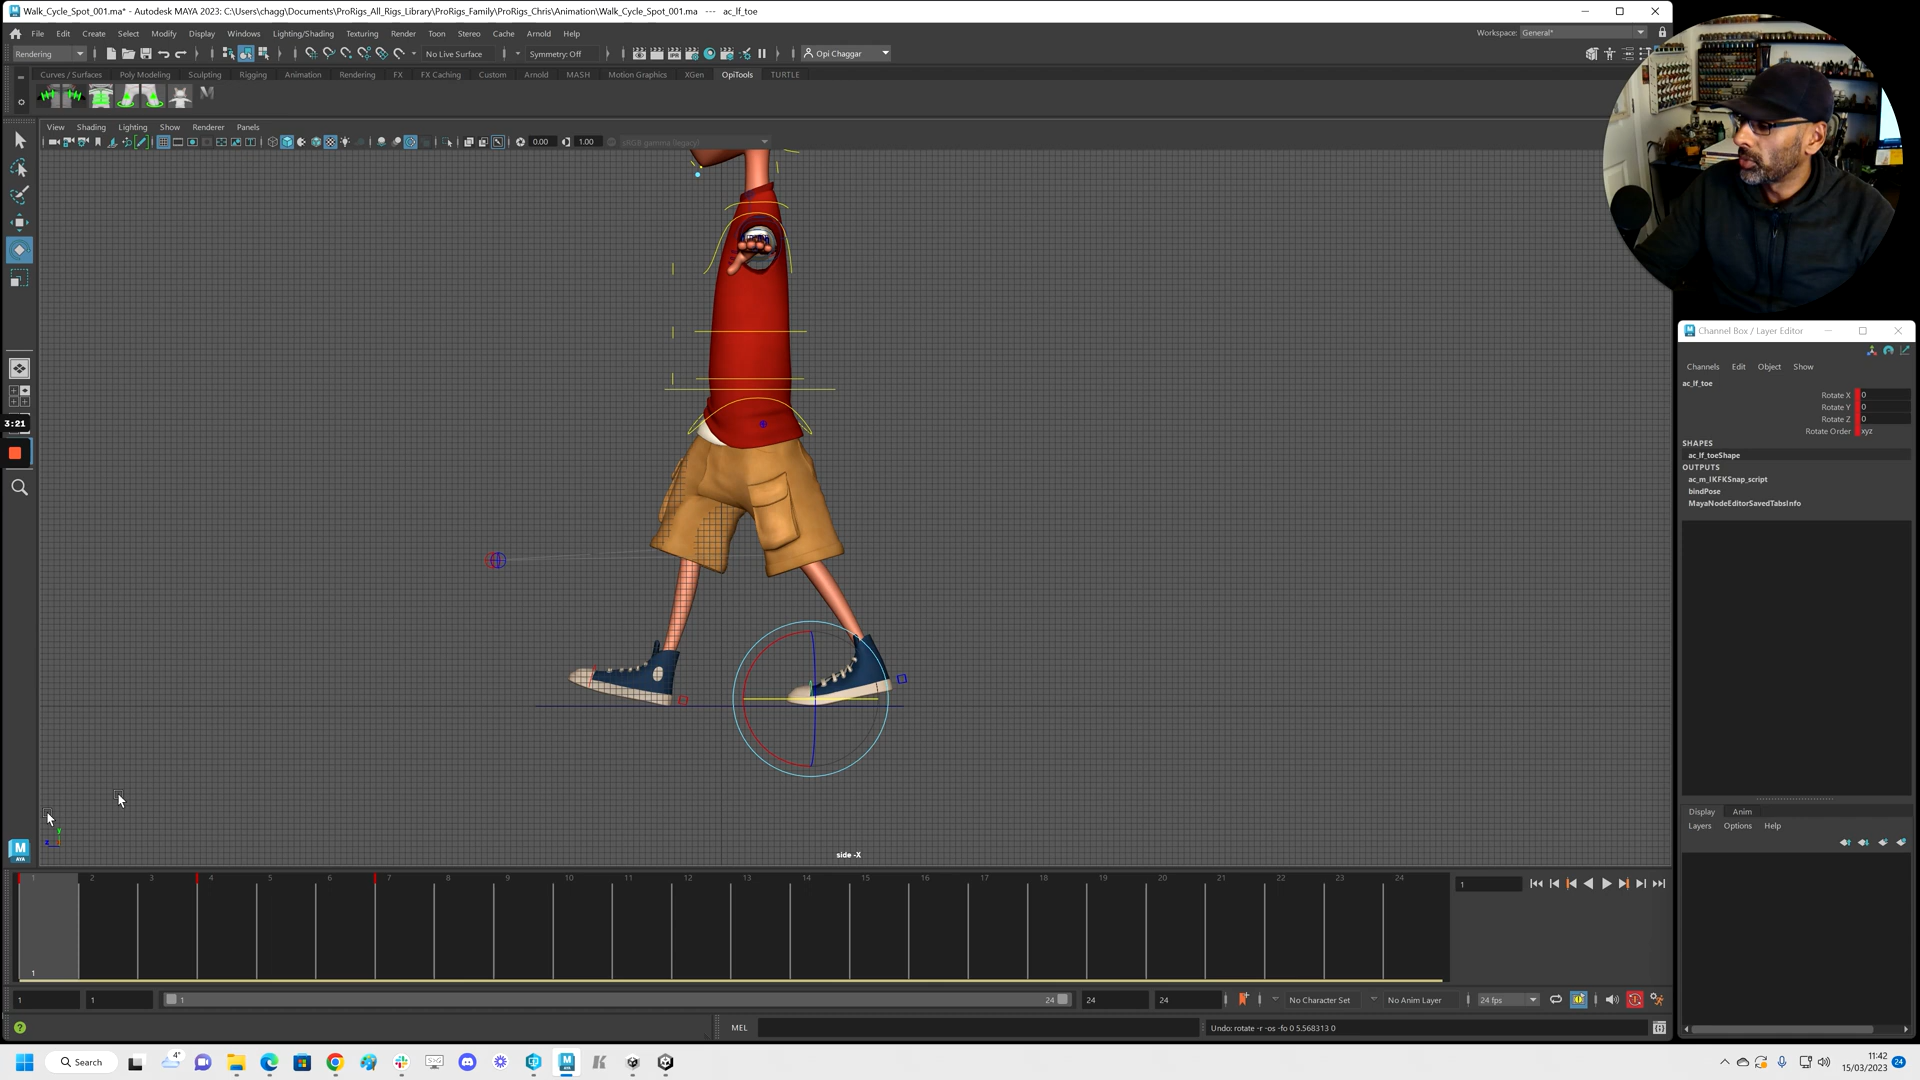 Walk_Cycle_Spot_001.ma* - Autodesk MAYA 2023: C:\Users\chagg\Documents\ProRigs_All_Rigs_Library\ProRigs_Family\ProRigs_Chris\Animation\Walk_Cycle_Spot_001.ma --- ac_lf_toe
File Edit Create Select Modify Display Windows Lighting/Shading Texturing Render Toon Stereo Cache Arnold Help
Workspace: General*
Rendering No Live Surface Symmetry: Off Opi Chaggar
Curves / Surfaces Poly Modeling Sculpting Rigging Animation Rendering FX FX Caching Custom Arnold MASH Motion Graphics XGen OpiTools TURTLE
View Shading Lighting Show Renderer Panels
0.00 1.00 sRGB gamma (legacy)
Channel Box / Layer Editor
Channels Edit Object Show
ac_lf_toe
Rotate X 0
Rotate Y 0
Rotate Z 0
Rotate Order xyz
SHAPES
ac_lf_toeShape
OUTPUTS
ac_m_IKFKSnap_script
bindPose
MayaNodeEditorSavedTabsInfo
3:21
Display Anim
Layers Options Help
M
AYA
y
side -X
1 2 3 4 5 6 7 8 9 10 11 12 13 14 15 16 17 18 19 20 21 22 23 24
1
1
1 1 1 24 24 24 No Character Set No Anim Layer 24 fps
MEL Undo: rotate -r -os -fo 0 5.568313 0
Search 4° 11:42
15/03/2023 24